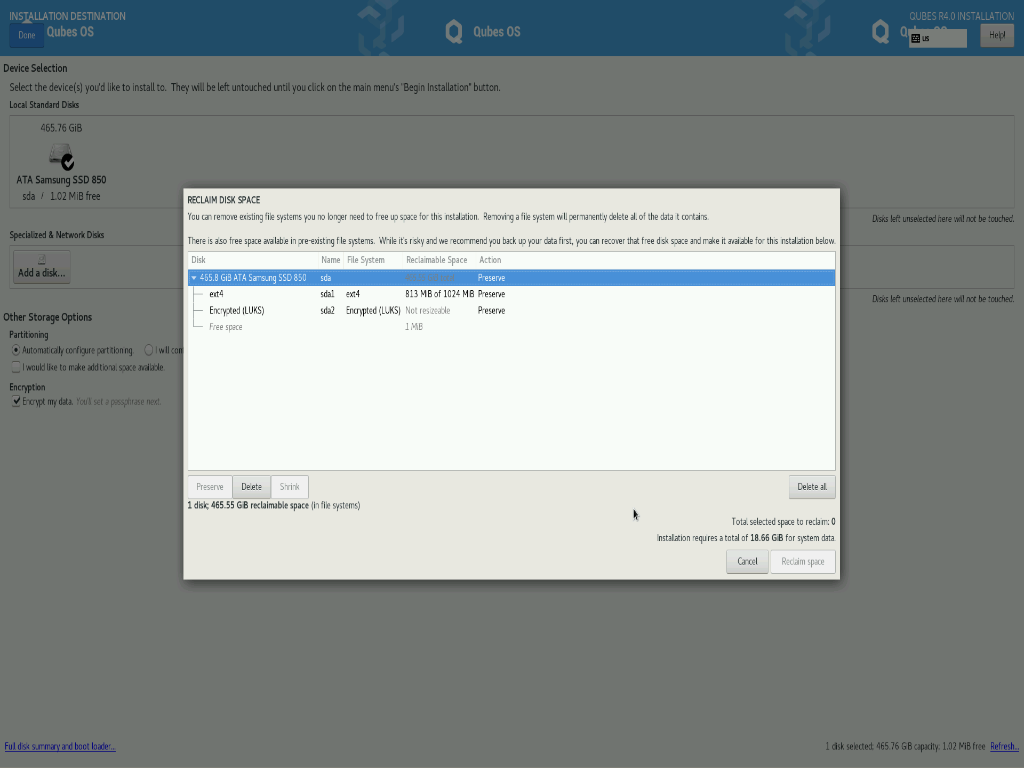 INSTALLATION DESTINATION
QUBES R4.0 INSTALLATION
Done
Qubes OS
Qubes OS
us
Help!
Device Selection
Select the device(s) you'd like to install to. They will be left untouched until you click on the main menu's "Begin Installation" button.
Local Standard Disks
465.76 GiB
ATA Samsung SSD 850
sda / 1.02 MiB free
Disks left unselected here will not be touched.
Specialized & Network Disks
Add a disk...
Disks left unselected here will not be touched.
Other Storage Options
Partitioning
Automatically configure partitioning. I will con
I would like to make additional space available.
Encryption
Encrypt my data. You'll set a passphrase next.
RECLAIM DISK SPACE
You can remove existing file systems you no longer need to free up space for this installation. Removing a file system will permanently delete all of the data it contains.
There is also free space available in pre-existing file systems. While it's risky and we recommend you back up your data first, you can recover that free disk space and make it available for this installation below.
Disk Name File System Reclaimable Space Action
465.8 GiB ATA Samsung SSD 850 sda Preserve
ext4 sda1 ext4 813 MiB of 1024 MiB Preserve
Encrypted (LUKS) sda2 Encrypted (LUKS) Not resizeable Preserve
Free space 1 MiB
Preserve Delete Shrink Delete all
1 disk; 465.55 GiB reclaimable space (in file systems)
Total selected space to reclaim: 0
Installation requires a total of 18.66 GiB for system data.
Cancel Reclaim space
Full disk summary and boot loader...
1 disk selected; 465.76 GiB capacity; 1.02 MiB free Refresh...